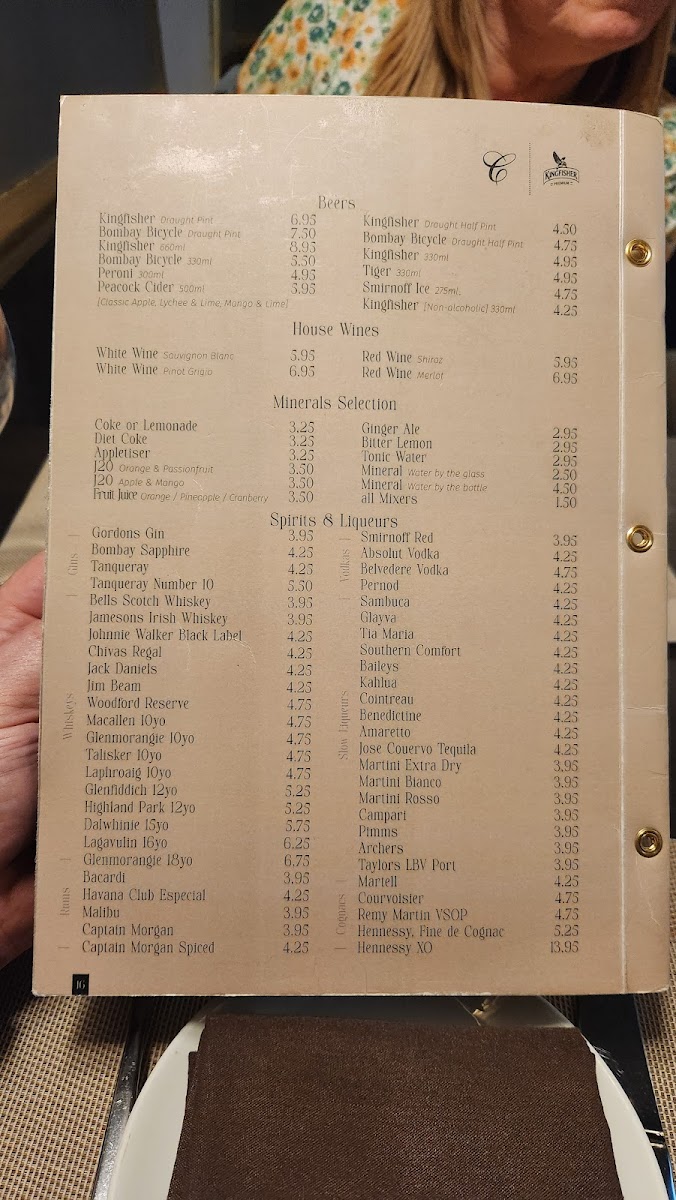 C
KINGFISHER
PREMIUM
Beers
Kingfisher Draught Pint 6.95
Bombay Bicycle Draught Pint 7.50
Kingfisher 660ml 8.95
Bombay Bicycle 330ml 5.50
Peroni 300ml 4.95
Peacock Cider 500ml 5.95
[Classic Apple, Lychee & Lime, Mango & Lime]
Kingfisher Draught Half Pint 4.50
Bombay Bicycle Draught Half Pint 4.75
Kingfisher 330ml 4.95
Tiger 330ml 4.95
Smirnoff Ice 275ml 4.75
Kingfisher [Non-alcoholic] 330ml 4.25
House Wines
White Wine Sauvignon Blanc 5.95
White Wine Pinot Grigio 6.95
Red Wine Shiraz 5.95
Red Wine Merlot 6.95
Minerals Selection
Coke or Lemonade 3.25
Diet Coke 3.25
Appletiser 3.25
J20 Orange & Passionfruit 3.50
J20 Apple & Mango 3.50
Fruit Juice Orange / Pineapple / Cranberry 3.50
Ginger Ale 2.95
Bitter Lemon 2.95
Tonic Water 2.95
Mineral Water by the glass 2.50
Mineral Water by the bottle 4.50
all Mixers 1.50
Spirits & Liqueurs
Gins
Gordons Gin 3.95
Bombay Sapphire 4.25
Tanqueray 4.25
Tanqueray Number 10 5.50
Whiskeys
Bells Scotch Whiskey 3.95
Jamesons Irish Whiskey 3.95
Johnnie Walker Black Label 4.25
Chivas Regal 4.25
Jack Daniels 4.25
Jim Beam 4.25
Woodford Reserve 4.75
Macallen 10yo 4.75
Glenmorangie 10yo 4.75
Talisker 10yo 4.75
Laphroaig 10yo 4.75
Glenfiddich 12yo 5.25
Highland Park 12yo 5.25
Dalwhinie 15yo 5.75
Lagavulin 16yo 6.25
Glenmorangie 18yo 6.75
Rums
Bacardi 3.95
Havana Club Especial 4.25
Malibu 3.95
Captain Morgan 3.95
Captain Morgan Spiced 4.25
Vodkas
Smirnoff Red 3.95
Absolut Vodka 4.25
Belvedere Vodka 4.75
Pernod 4.25
Slow Liqueurs
Sambuca 4.25
Glayva 4.25
Tia Maria 4.25
Southern Comfort 4.25
Baileys 4.25
Kahlua 4.25
Cointreau 4.25
Benedictine 4.25
Amaretto 4.25
Jose Couervo Tequila 4.25
Martini Extra Dry 3.95
Martini Bianco 3.95
Martini Rosso 3.95
Campari 3.95
Pimms 3.95
Archers 3.95
Taylors LBV Port 3.95
Cognacs
Martell 4.25
Courvoisier 4.75
Remy Martin VSOP 4.75
Hennessy, Fine de Cognac 5.25
Hennessy XO 13.95
16